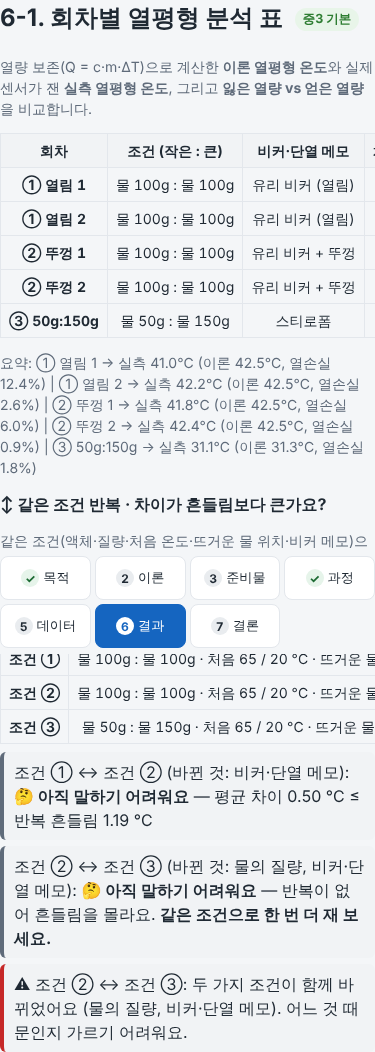 6-1. 회차별 열평형 분석 표 중3 기본
열량 보존(Q = c·m·ΔT)으로 계산한 이론 열평형 온도와 실제
센서가 잰 실측 열평형 온도, 그리고 잃은 열량 vs 얻은 열량
을 비교합니다.
회차 조건 (작은 : 큰) 비커·단열 메모
① 열림 1 물 100g : 물 100g 유리 비커 (열림)
① 열림 2 물 100g : 물 100g 유리 비커 (열림)
② 뚜껑 1 물 100g : 물 100g 유리 비커 + 뚜껑
② 뚜껑 2 물 100g : 물 100g 유리 비커 + 뚜껑
③ 50g:150g 물 50g : 물 150g 스티로폼
요약: ① 열림 1 → 실측 41.0°C (이론 42.5°C, 열손실
12.4%) | ① 열림 2 → 실측 42.2°C (이론 42.5°C, 열손실
2.6%) | ② 뚜껑 1 → 실측 41.8°C (이론 42.5°C, 열손실
6.0%) | ② 뚜껑 2 → 실측 42.4°C (이론 42.5°C, 열손실
0.9%) | ③ 50g:150g → 실측 31.1°C (이론 31.3°C, 열손실
1.8%)
↕ 같은 조건 반복 · 차이가 흔들림보다 큰가요?
같은 조건(액체·질량·처음 온도·뜨거운 물 위치·비커 메모)으
✓ 목적 2 이론 3 준비물 ✓ 과정
5 데이터 6 결과 7 결론
조건 ① 물 100g : 물 100g · 처음 65 / 20 °C · 뜨거운 물
조건 ② 물 100g : 물 100g · 처음 65 / 20 °C · 뜨거운 물
조건 ③ 물 50g : 물 150g · 처음 65 / 20 °C · 뜨거운 물
조건 ① ↔ 조건 ② (바뀐 것: 비커·단열 메모):
🤔 아직 말하기 어려워요 — 평균 차이 0.50 °C ≤
반복 흔들림 1.19 °C
조건 ② ↔ 조건 ③ (바뀐 것: 물의 질량, 비커·단
열 메모): 🤔 아직 말하기 어려워요 — 반복이 없
어 흔들림을 몰라요. 같은 조건으로 한 번 더 재 보
세요.
⚠ 조건 ② ↔ 조건 ③: 두 가지 조건이 함께 바
뀌었어요 (물의 질량, 비커·단열 메모). 어느 것 때
문인지 가르기 어려워요.